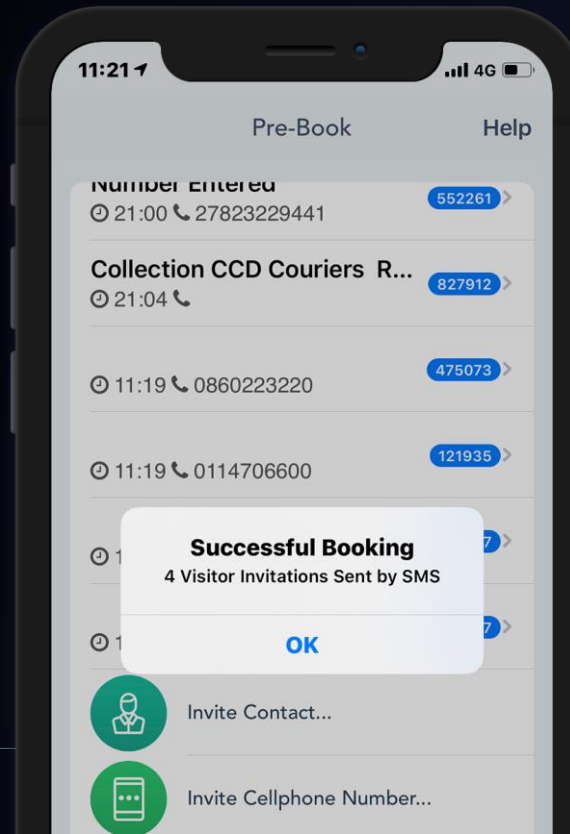 11:21 4G
Pre-Book Help
Number Entered
552261
21:00 27823229441
Collection CCD Couriers R...
827912
21:04
475073
11:19 0860223220
121935
11:19 0114706600
Successful Booking
4 Visitor Invitations Sent by SMS
OK
Invite Contact...
Invite Cellphone Number...